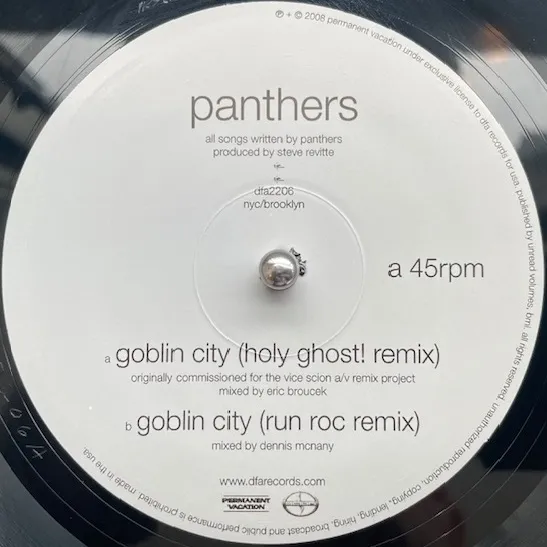 ℗ + © 2008 permanent vacation under exclusive license to dfa records for usa. published by unread volumes, bmi. all rights reserved. unauthorized reproduction, copying, lending, hiring, broadcast and public performance is prohibited. made in the usa.
panthers
all songs written by panthers
produced by steve revitte
dfa2206
nyc/brooklyn
a 45rpm
a goblin city (holy ghost! remix)
originally commissioned for the vice scion a/v remix project
mixed by eric broucek
b goblin city (run roc remix)
mixed by dennis mcnany
www.dfarecords.com
PERMANENT
VACATION